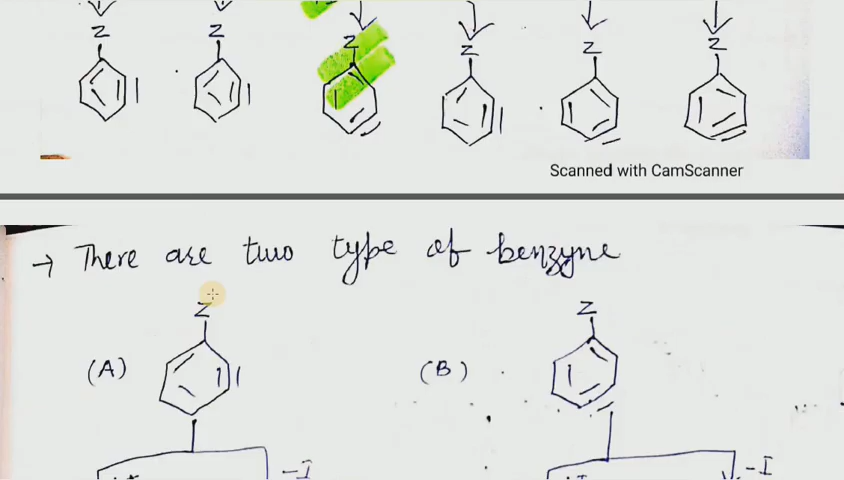 Z Z Z Z Z Z
Scanned with CamScanner
→ There are two type of benzyne
Z Z
(A) (B)
-I -I